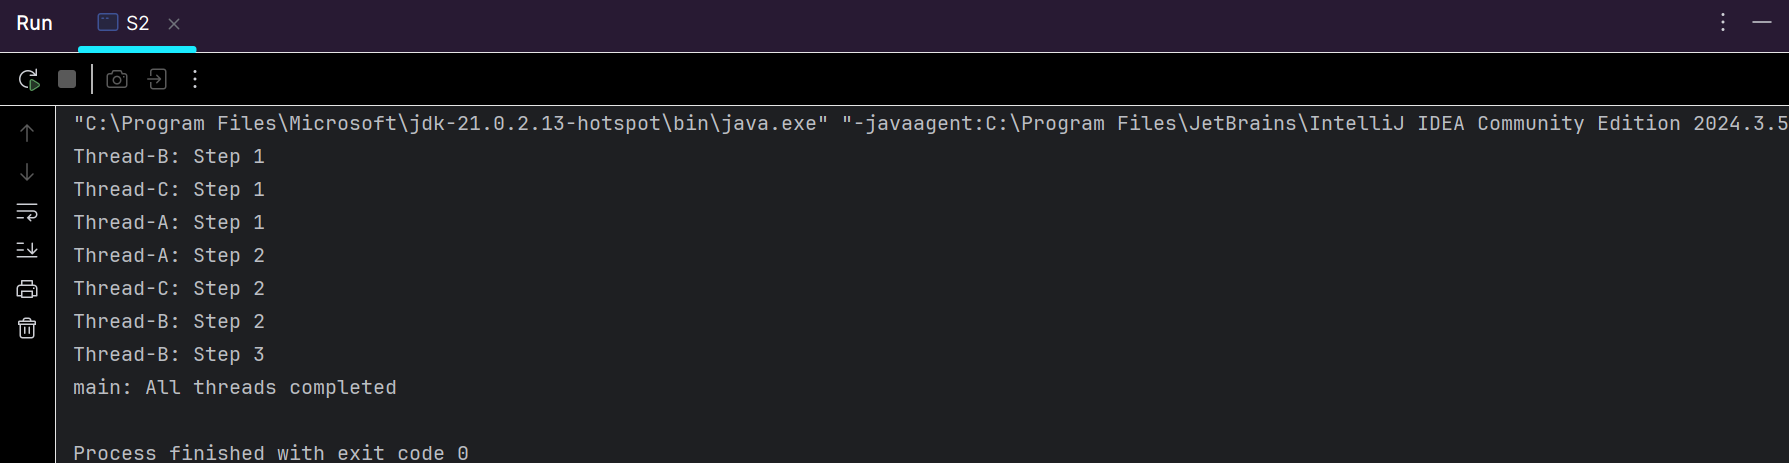 Run S2
"C:\Program Files\Microsoft\jdk-21.0.2.13-hotspot\bin\java.exe" "-javaagent:C:\Program Files\JetBrains\IntelliJ IDEA Community Edition 2024.3.5
Thread-B: Step 1
Thread-C: Step 1
Thread-A: Step 1
Thread-A: Step 2
Thread-C: Step 2
Thread-B: Step 2
Thread-B: Step 3
main: All threads completed
Process finished with exit code 0